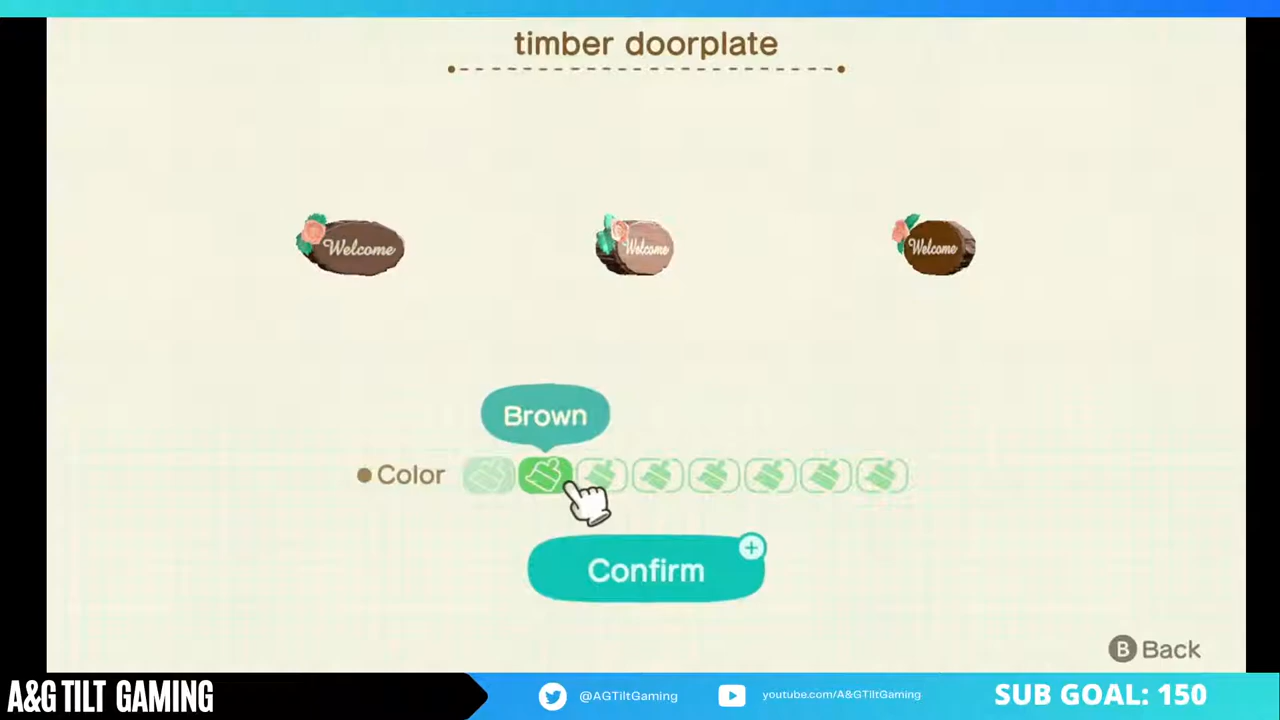 timber doorplate
Welcome
Welcome
Welcome
Brown
Color
Confirm
B Back
A&G TILT GAMING
@AGTiltGaming
youtube.com/A&GTiltGaming
SUB GOAL: 150